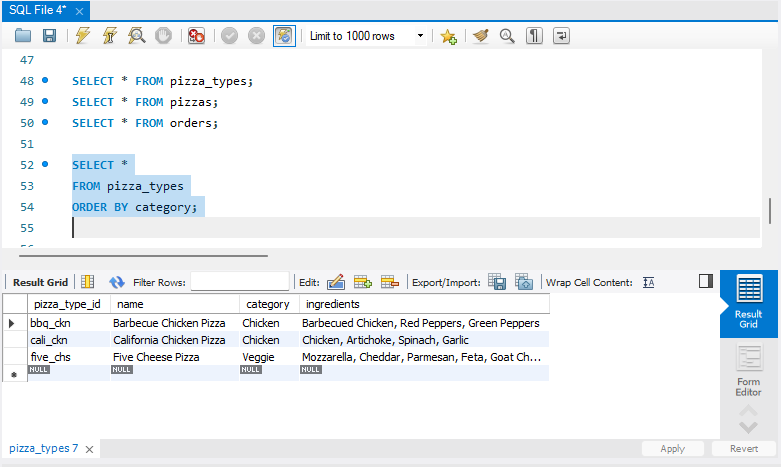 SQL File 4*
Limit to 1000 rows
47
48 SELECT * FROM pizza_types;
49 SELECT * FROM pizzas;
50 SELECT * FROM orders;
51
52 SELECT *
53 FROM pizza_types
54 ORDER BY category;
55
Result Grid Filter Rows: Edit: Export/Import: Wrap Cell Content:
pizza_type_id name category ingredients
bbq_ckn Barbecue Chicken Pizza Chicken Barbecued Chicken, Red Peppers, Green Peppers
cali_ckn California Chicken Pizza Chicken Chicken, Artichoke, Spinach, Garlic
five_chs Five Cheese Pizza Veggie Mozzarella, Cheddar, Parmesan, Feta, Goat Ch...
NULL NULL NULL NULL
Result
Grid
Form
Editor
pizza_types 7
Apply Revert